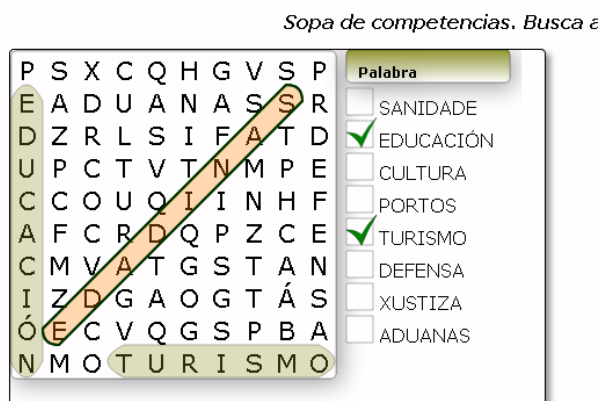 Sopa de competencias. Busca a
P S X C Q H G V S P
E A D U A N A S S R
D Z R L S I F A T D
U P C T V T N M P E
C C O U Q I I N H F
A F C R D Q P Z C E
C M V A T G S T A N
I Z D G A O G T Á S
Ó E C V Q G S P B A
N M O T U R I S M O
Palabra
SANIDADE
EDUCACIÓN
CULTURA
PORTOS
TURISMO
DEFENSA
XUSTIZA
ADUANAS